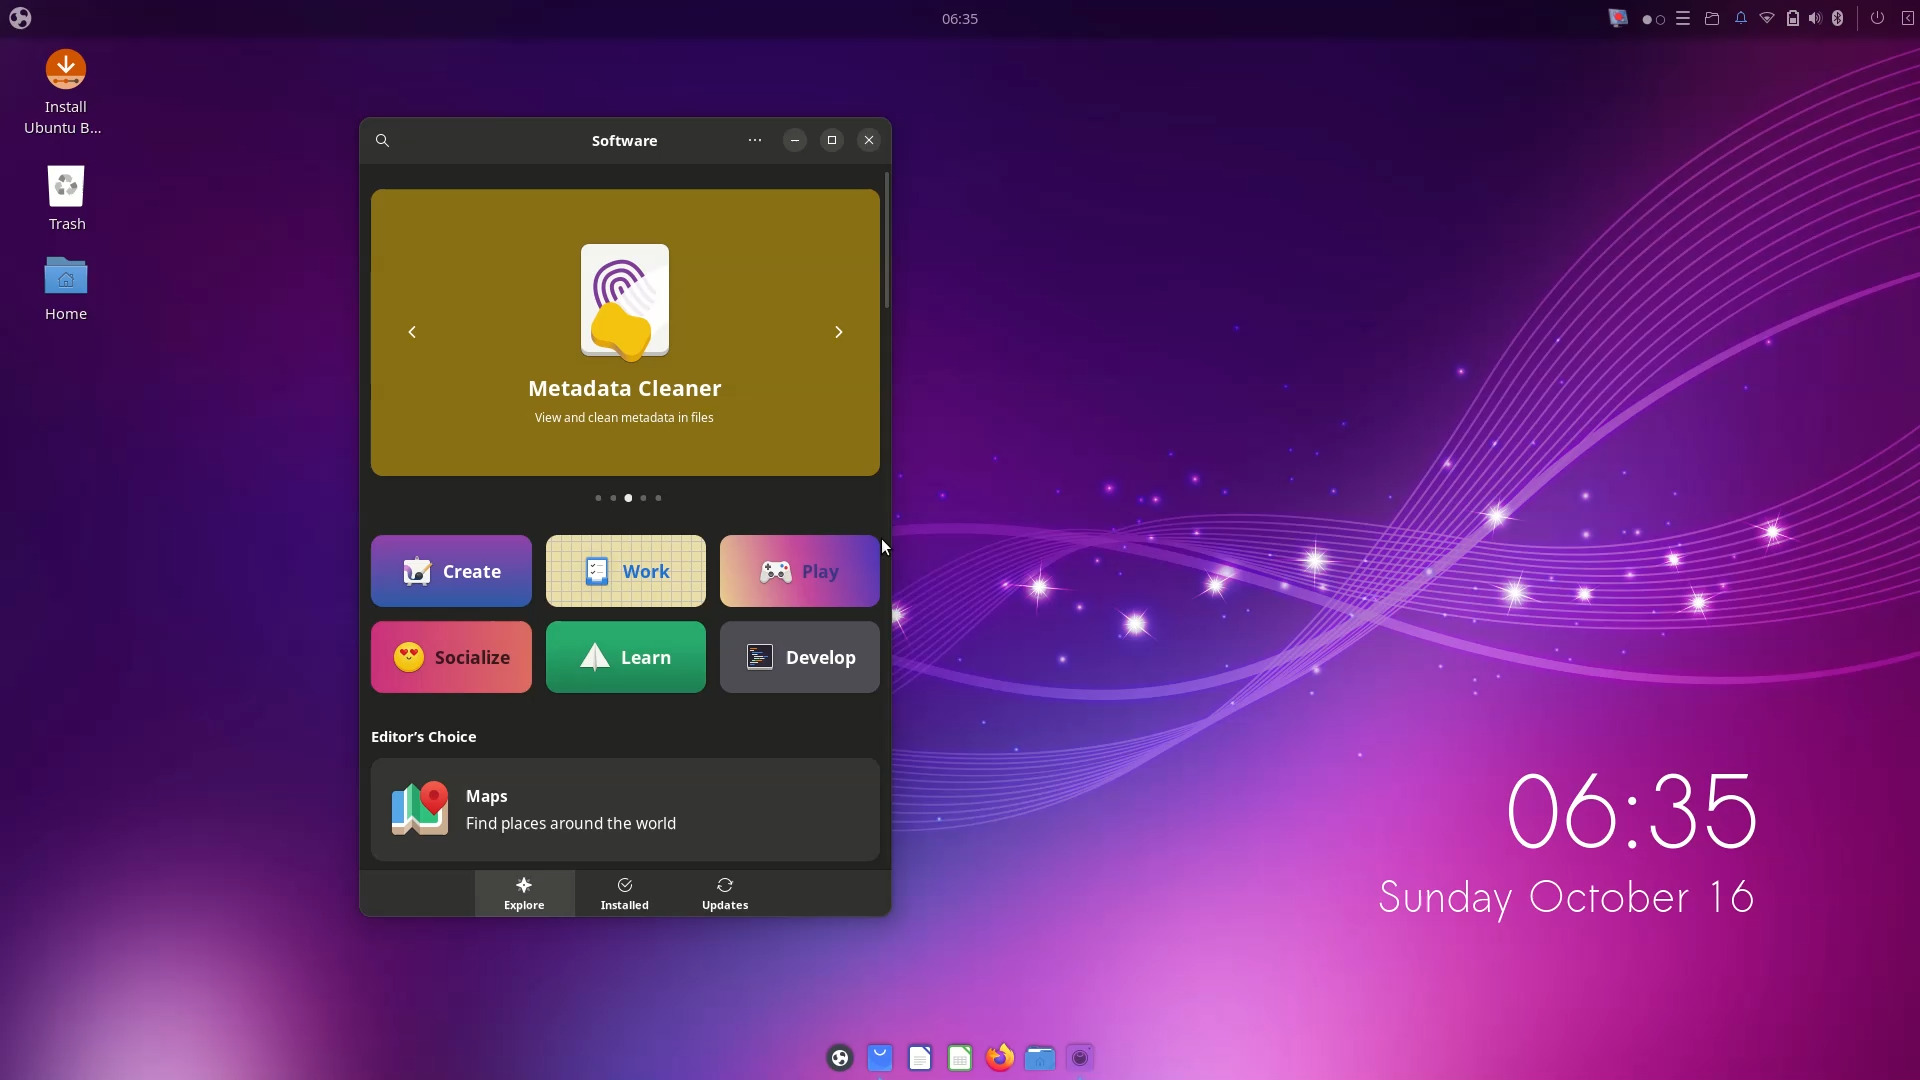 06:35
Install
Ubuntu B...
Trash
Home
Software
Metadata Cleaner
View and clean metadata in files
Create
Work
Play
Socialize
Learn
Develop
Editor’s Choice
Maps
Find places around the world
Explore
Installed
Updates
06:35
Sunday October 16